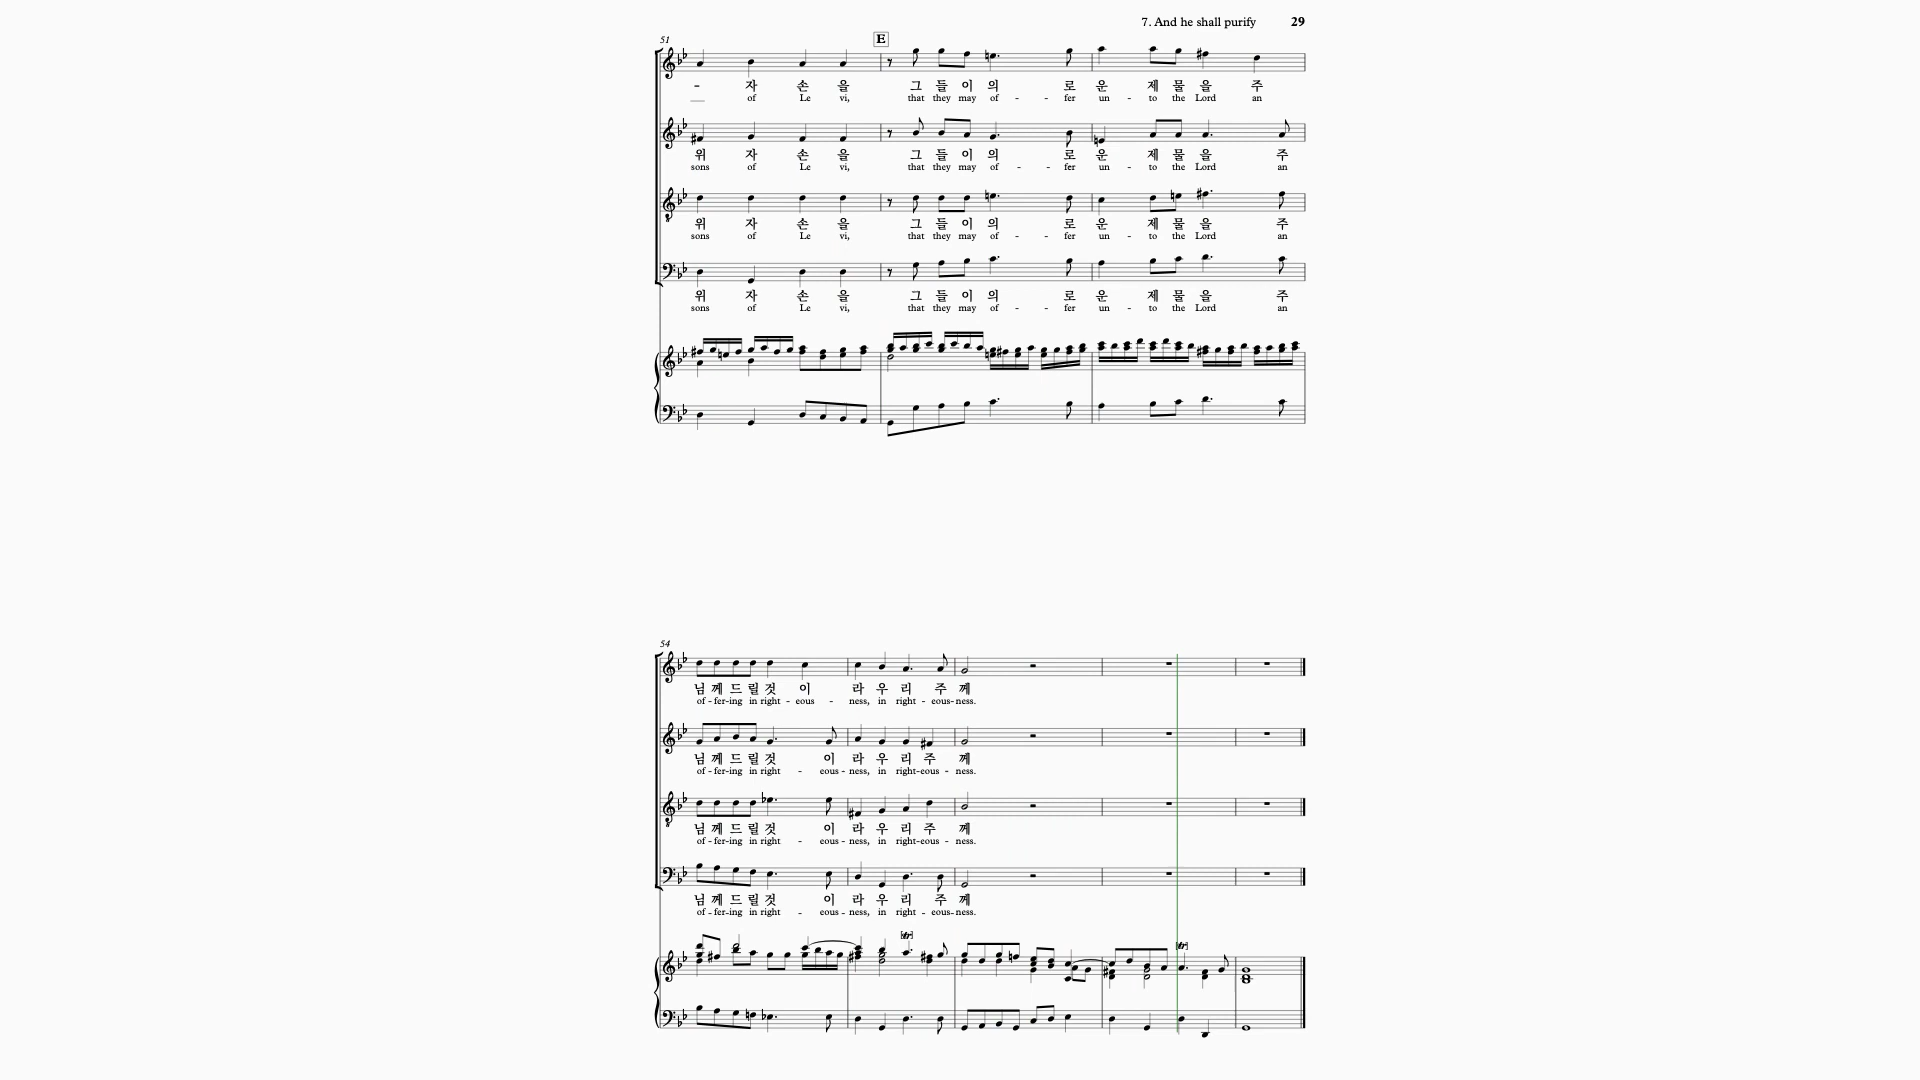 7. And he shall purify 29
51
E
- 자 손 을 그 들 이 의 로 운 제 물 을 주
__ of Le vi, that they may of - - fer un - to the Lord an
위 자 손 을 그 들 이 의 로 운 제 물 을 주
sons of Le vi, that they may of - - fer un - to the Lord an
위 자 손 을 그 들 이 의 로 운 제 물 을 주
sons of Le vi, that they may of - - fer un - to the Lord an
위 자 손 을 그 들 이 의 로 운 제 물 을 주
sons of Le vi, that they may of - - fer un - to the Lord an
54
님 께 드 릴 것 이 라 우 리 주 께
of - fer-ing in right - eous - ness, in right - eous- ness.
님 께 드 릴 것 이 라 우 리 주 께
of - fer-ing in right - eous - ness, in right-eous - ness.
님 께 드 릴 것 이 라 우 리 주 께
of - fer-ing in right - eous - ness, in right-eous - ness.
님 께 드 릴 것 이 라 우 리 주 께
of - fer-ing in right - eous - ness, in right - eous- ness.
[tr]
[tr]